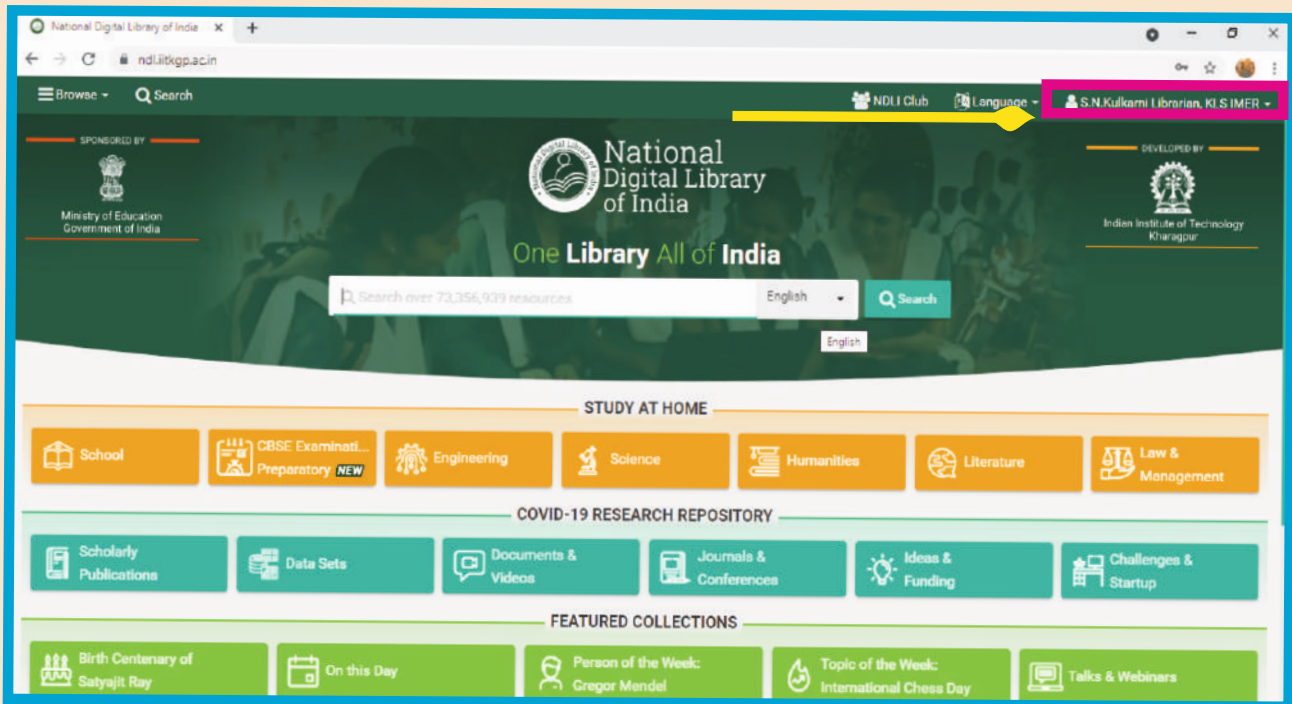 National Digital Library of India
ndl.iitkgp.ac.in
Browse
Search
NDLI Club
Language
S.N.Kulkarni Librarian, KLS IMER
SPONSORED BY
Ministry of Education
Government of India
National
Digital Library
of India
One Library All of India
DEVELOPED BY
Indian Institute of Technology
Kharagpur
Search over 73,356,939 resources
English
Search
English
STUDY AT HOME
School
CBSE Examinati...
Preparatory NEW
Engineering
Science
Humanities
Literature
Law &
Management
COVID-19 RESEARCH REPOSITORY
Scholarly
Publications
Data Sets
Documents &
Videos
Journals &
Conferences
Ideas &
Funding
Challenges &
Startup
FEATURED COLLECTIONS
Birth Centenary of
Satyajit Ray
On this Day
Person of the Week:
Gregor Mendel
Topic of the Week:
International Chess Day
Talks & Webinars